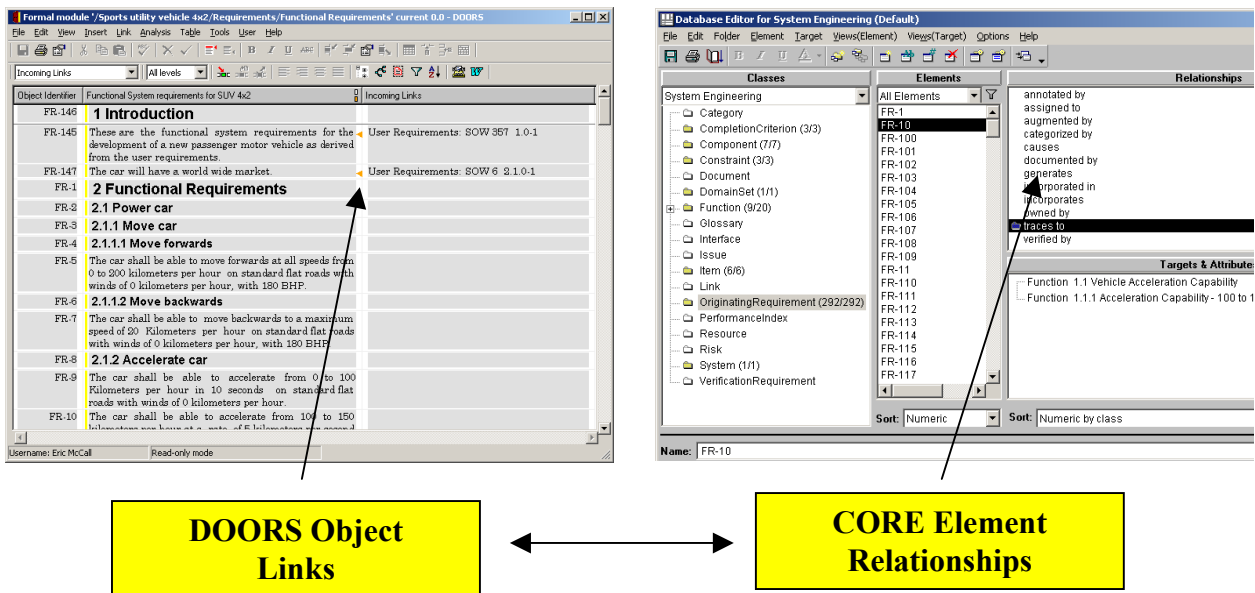 Formal module '/Sports utility vehicle 4x2/Requirements/Functional Requirements' current 0.0 - DOORS
File Edit View Insert Link Analysis Table Tools User Help
Incoming Links All levels
Object Identifier Functional System requirements for SUV 4x2 Incoming Links
FR-146 1 Introduction
FR-145 These are the functional system requirements for the User Requirements: SOW 357 1.0-1
development of a new passenger motor vehicle as derived
from the user requirements.
FR-147 The car will have a world wide market. User Requirements: SOW 6 2.1.0-1
FR-1 2 Functional Requirements
FR-2 2.1 Power car
FR-3 2.1.1 Move car
FR-4 2.1.1.1 Move forwards
FR-5 The car shall be able to move forwards at all speeds from
0 to 200 kilometers per hour on standard flat roads with
winds of 0 kilometers per hour, with 180 BHP.
FR-6 2.1.1.2 Move backwards
FR-7 The car shall be able to move backwards to a maximum
speed of 20 Kilometers per hour on standard flat roads
with winds of 0 kilometers per hour, with 180 BHP.
FR-8 2.1.2 Accelerate car
FR-9 The car shall be able to accelerate from 0 to 100
Kilometers per hour in 10 seconds on standard flat
roads with winds of 0 kilometers per hour.
FR-10 The car shall be able to accelerate from 100 to 150
kilometers per hour at a rate of 5 kilometers per second
Username: Eric McCall Read-only mode
Database Editor for System Engineering (Default)
File Edit Folder Element Target Views(Element) Views(Target) Options Help
Classes
System Engineering
Category
CompletionCriterion (3/3)
Component (7/7)
Constraint (3/3)
Document
DomainSet (1/1)
Function (9/20)
Glossary
Interface
Issue
Item (6/6)
Link
OriginatingRequirement (292/292)
PerformanceIndex
Resource
Risk
System (1/1)
VerificationRequirement
Elements
All Elements
FR-1
FR-10
FR-100
FR-101
FR-102
FR-103
FR-104
FR-105
FR-106
FR-107
FR-108
FR-109
FR-11
FR-110
FR-111
FR-112
FR-113
FR-114
FR-115
FR-116
FR-117
Sort: Numeric
Relationships
annotated by
assigned to
augmented by
categorized by
causes
documented by
generates
incorporated in
incorporates
owned by
traces to
verified by
Targets & Attribute
Function 1.1 Vehicle Acceleration Capability
Function 1.1.1 Acceleration Capability - 100 to 1
Sort: Numeric by class
Name: FR-10
DOORS Object
Links
CORE Element
Relationships